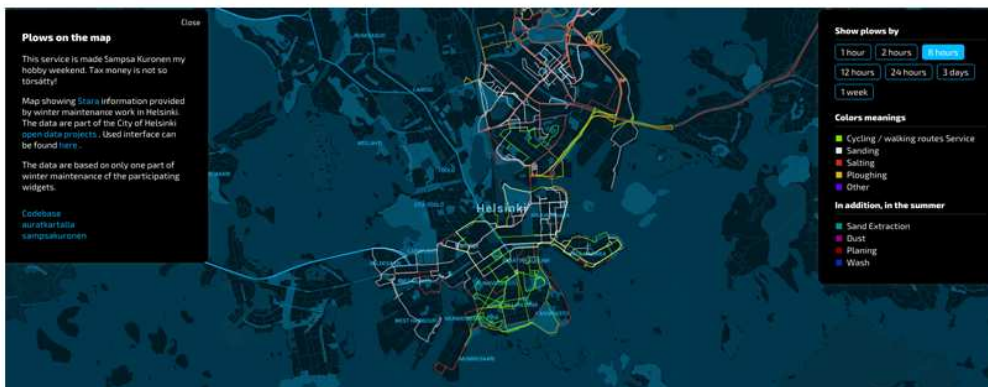 Close
Plows on the map
This service is made Sampsa Kuronen my
hobby weekend. Tax money is not so
törsätty!
Map showing Stara information provided
by winter maintenance work in Helsinki.
The data are part of the City of Helsinki
open data projects . Used interface can
be found here .
The data are based on only one part of
winter maintenance of the participating
widgets.
Codebase
auratkartalla
sampsakuronen
Helsinki
Show plows by
1 hour
2 hours
6 hours
12 hours
24 hours
3 days
1 week
Colors meanings
Cycling / walking routes Service
Sanding
Salting
Ploughing
Other
In addition, in the summer
Sand Extraction
Dust
Planing
Wash